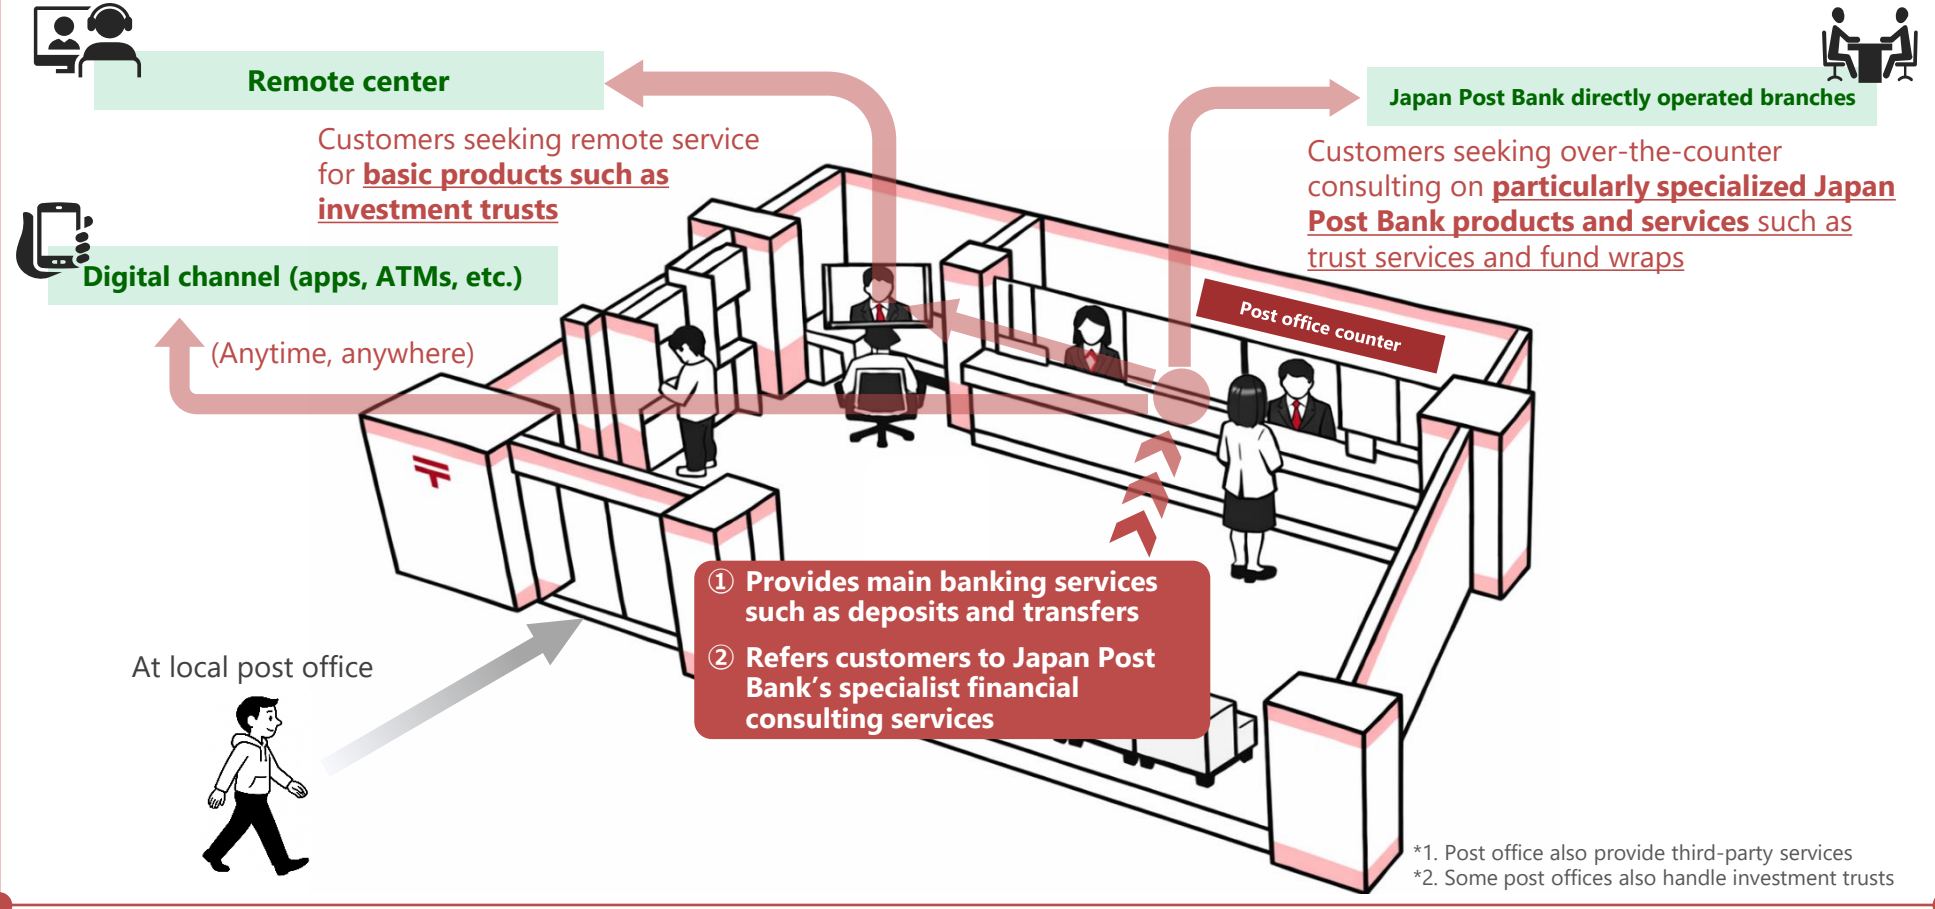 Remote center
Customers seeking remote service
for basic products such as
investment trusts
Digital channel (apps, ATMs, etc.)
(Anytime, anywhere)
Japan Post Bank directly operated branches
Customers seeking over-the-counter
consulting on particularly specialized Japan
Post Bank products and services such as
trust services and fund wraps
Post office counter
① Provides main banking services
such as deposits and transfers
② Refers customers to Japan Post
Bank’s specialist financial
consulting services
At local post office
*1. Post office also provide third-party services
*2. Some post offices also handle investment trusts